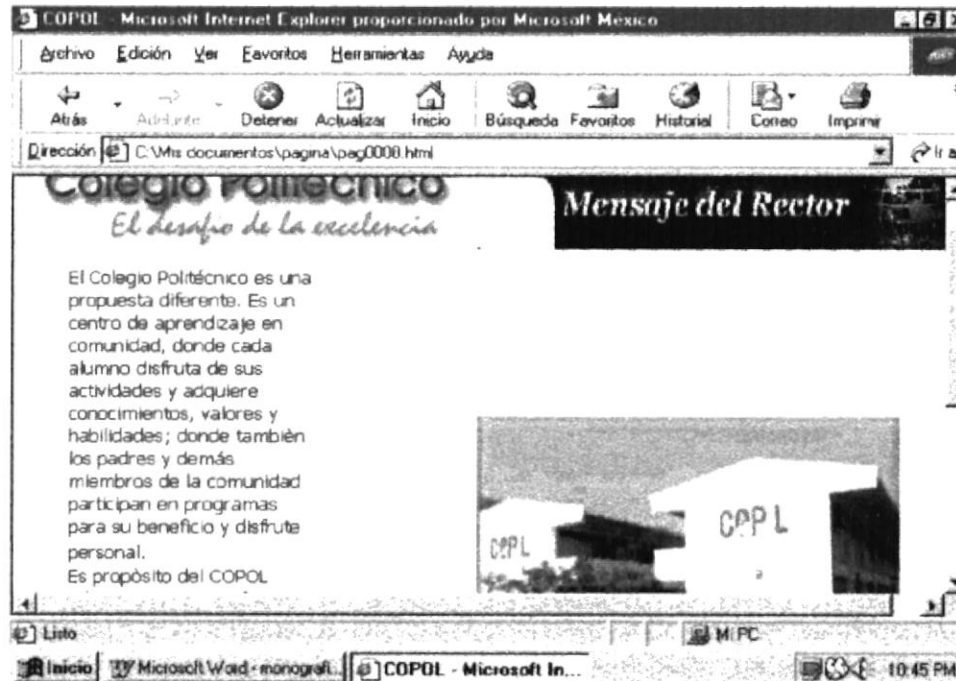 COPOL - Microsoft Internet Explorer proporcionado por Microsoft México
Archivo Edición Ver Favoritos Herramientas Ayuda
Atrás Adelante Detener Actualizar Inicio Búsqueda Favoritos Historial Correo Imprimir
Dirección C:\Mis documentos\pagina\pag0008.html Ir a
Colegio Politécnico
El desafío de la excelencia
Mensaje del Rector
El Colegio Politécnico es una
propuesta diferente. Es un
centro de aprendizaje en
comunidad, donde cada
alumno disfruta de sus
actividades y adquiere
conocimientos, valores y
habilidades; donde tambièn
los padres y demás
miembros de la comunidad
participan en programas
para su beneficio y disfrute
personal.
Es propòsito del COPOL
COPL
COPL
Listo
Mi PC
Inicio Microsoft Word - monografi... COPOL - Microsoft In... 10:45 PM